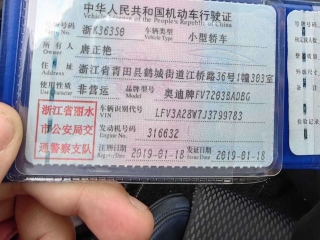 中华人民共和国机动车行驶证
Vehicle License of the People's Republic of China
号牌号码 浙K36350 车辆类型 小型轿车
Vehicle Type
所有人 唐正艳
住址 浙江省青田县鹤城街道江桥路36号1幢303室
使用性质 非营运 品牌型号 奥迪牌FV7203BADBG
浙江省丽水市公安局交通警察支队
车辆识别代号 LFV3A28W7J3799783
VIN
发动机号码 316632
Engine No.
注册日期 2019-01-18 发证日期 2019-01-18